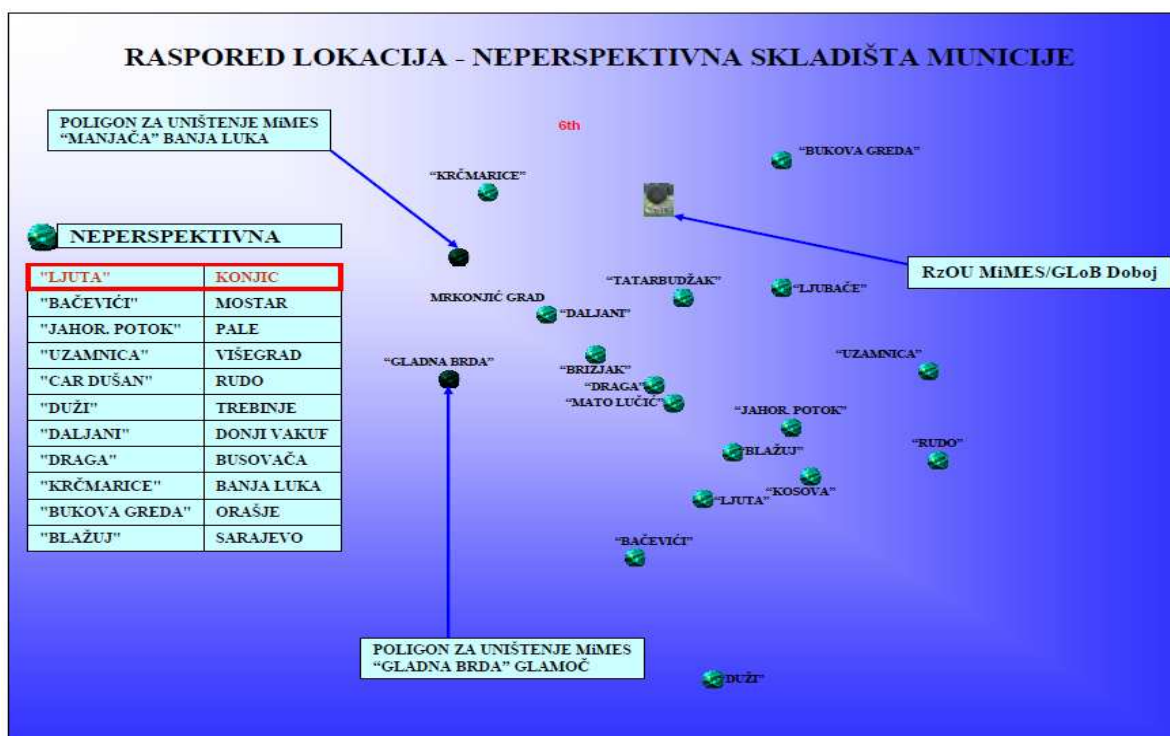 RASPORED LOKACIJA - NEPERSPEKTIVNA SKLADIŠTA MUNICIJE
POLIGON ZA UNIŠTENJE MiMES
“MANJAČA” BANJA LUKA
6th
“BUKOVA GREDA”
“KRČMARICE”
NEPERSPEKTIVNA
"LJUTA" KONJIC
"BAČEVIĆI" MOSTAR
"JAHOR. POTOK" PALE
"UZAMNICA" VIŠEGRAD
"CAR DUŠAN" RUDO
"DUŽI" TREBINJE
"DALJANI" DONJI VAKUF
"DRAGA" BUSOVAČA
"KRČMARICE" BANJA LUKA
"BUKOVA GREDA" ORAŠJE
"BLAŽUJ" SARAJEVO
RzOU MiMES/GLoB Doboj
“TATARBUDŽAK”
“LJUBAČE”
MRKONJIĆ GRAD
“DALJANI”
“UZAMNICA”
“GLADNA BRDA”
“BRIZJAK”
“DRAGA”
“MATO LUČIĆ”
“JAHOR. POTOK”
“RUDO”
“BLAŽUJ”
“KOSOVA”
“LJUTA”
“BAČEVIĆI”
POLIGON ZA UNIŠTENJE MiMES
“GLADNA BRDA” GLAMOČ
“DUŽI”